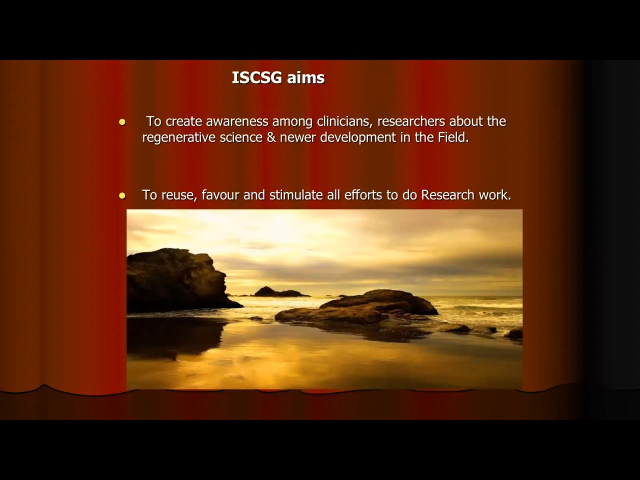 ISCSG aims
To create awareness among clinicians, researchers about the
regenerative science & newer development in the Field.
To reuse, favour and stimulate all efforts to do Research work.